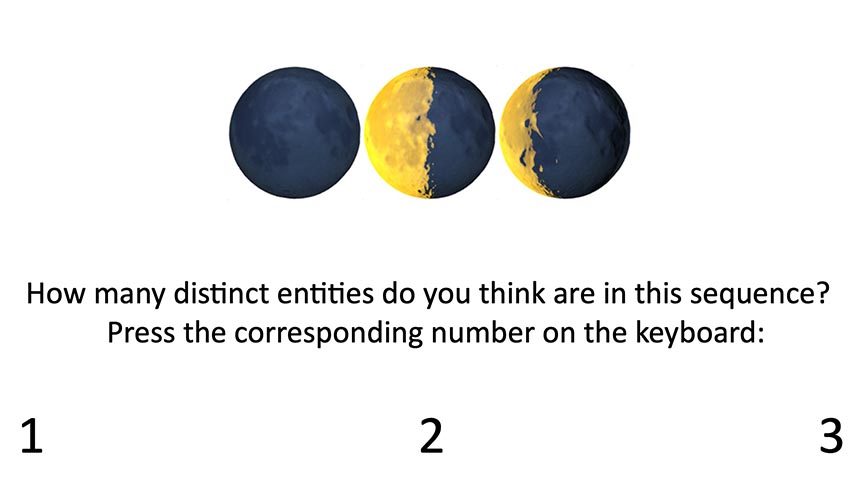 How many distinct entities do you think are in this sequence?
Press the corresponding number on the keyboard:
1 2 3